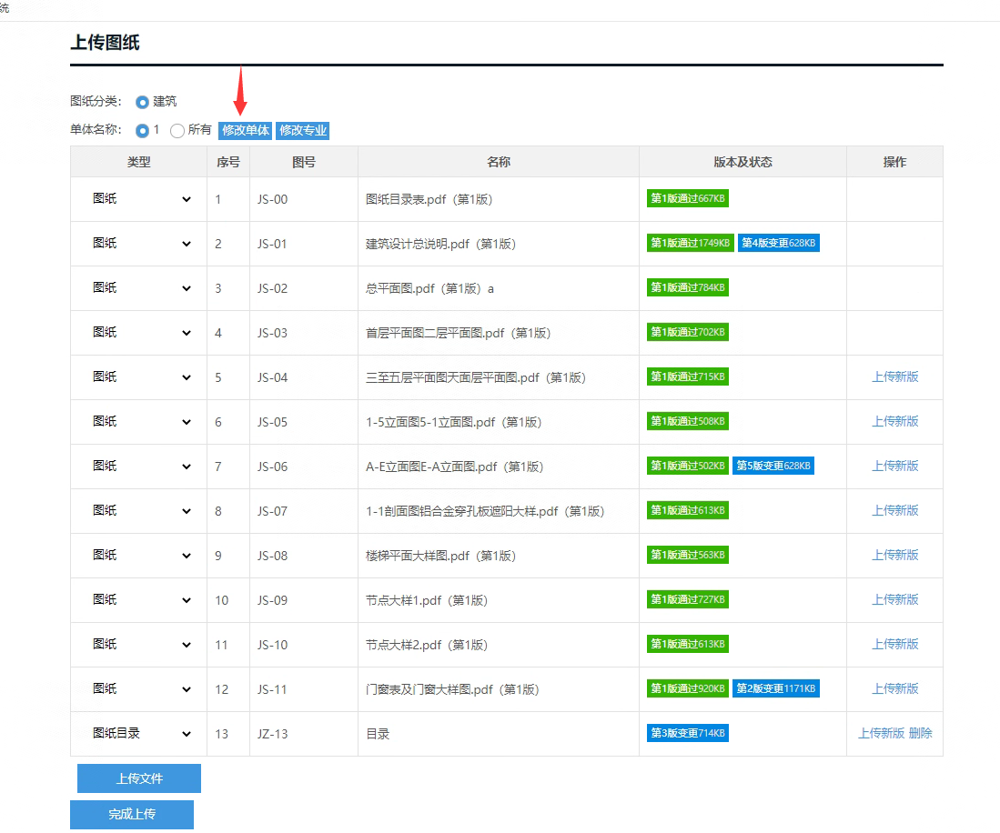 统
上传图纸
图纸分类： 建筑
单体名称： 1 所有 修改单体 修改专业
类型 序号 图号 名称 版本及状态 操作
图纸 1 JS-00 图纸目录表.pdf（第1版） 第1版通过667KB
图纸 2 JS-01 建筑设计总说明.pdf（第1版） 第1版通过1749KB 第4版变更628KB
图纸 3 JS-02 总平面图.pdf（第1版）a 第1版通过784KB
图纸 4 JS-03 首层平面图二层平面图.pdf（第1版） 第1版通过702KB
图纸 5 JS-04 三至五层平面图天面层平面图.pdf（第1版） 第1版通过715KB 上传新版
图纸 6 JS-05 1-5立面图5-1立面图.pdf（第1版） 第1版通过508KB 上传新版
图纸 7 JS-06 A-E立面图E-A立面图.pdf（第1版） 第1版通过502KB 第5版变更628KB 上传新版
图纸 8 JS-07 1-1剖面图铝合金穿孔板遮阳大样.pdf（第1版） 第1版通过613KB 上传新版
图纸 9 JS-08 楼梯平面大样图.pdf（第1版） 第1版通过563KB 上传新版
图纸 10 JS-09 节点大样1.pdf（第1版） 第1版通过727KB 上传新版
图纸 11 JS-10 节点大样2.pdf（第1版） 第1版通过613KB 上传新版
图纸 12 JS-11 门窗表及门窗大样图.pdf（第1版） 第1版通过920KB 第2版变更1171KB 上传新版
图纸目录 13 JZ-13 目录 第3版变更714KB 上传新版 删除
上传文件
完成上传